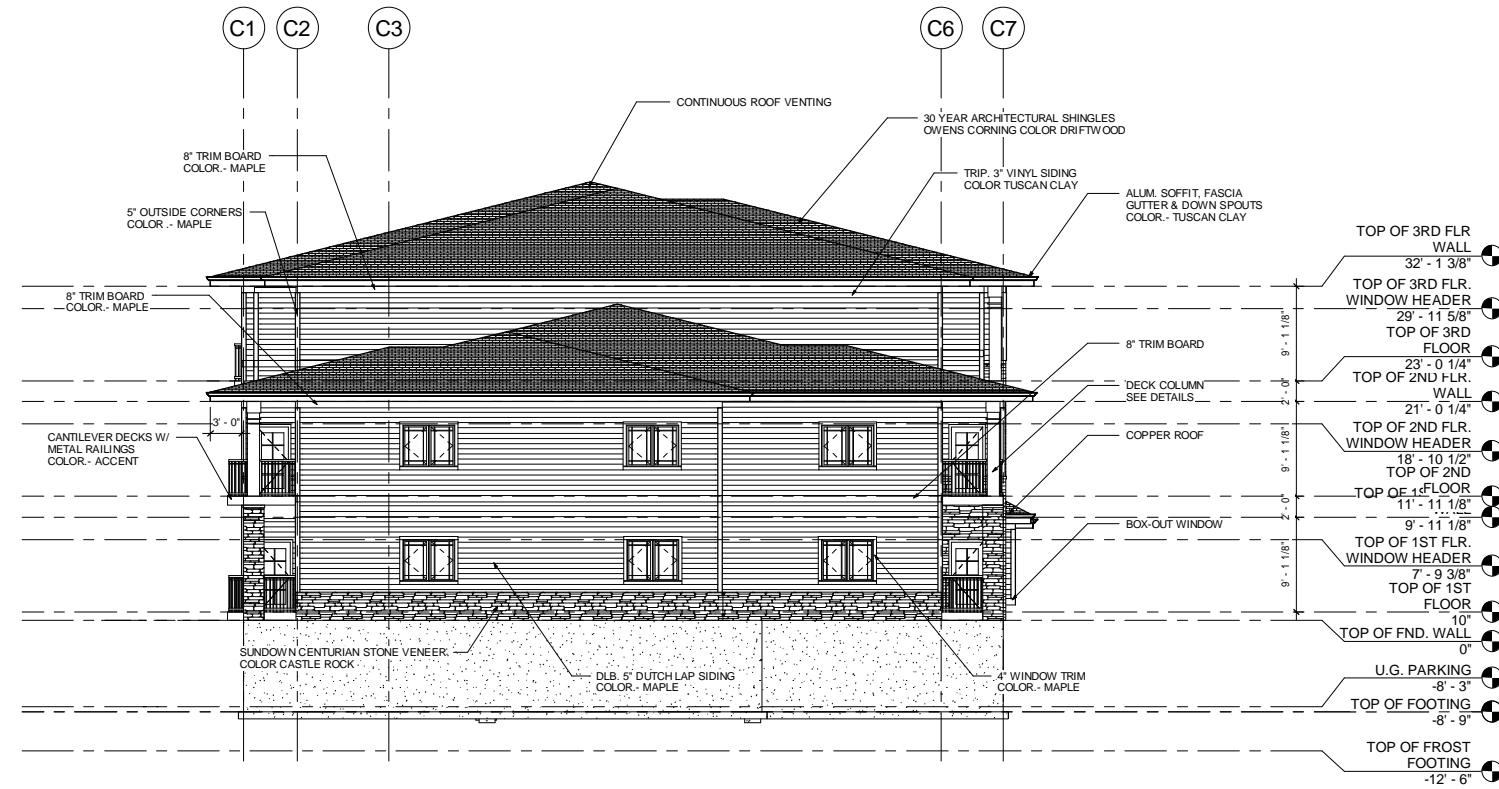 C1
C2
C3
C6
C7
CONTINUOUS ROOF VENTING
30 YEAR ARCHITECTURAL SHINGLES
OWENS CORNING COLOR DRIFTWOOD
8" TRIM BOARD
COLOR.- MAPLE
TRIP. 3" VINYL SIDING
COLOR TUSCAN CLAY
ALUM. SOFFIT, FASCIA
GUTTER & DOWN SPOUTS
COLOR.- TUSCAN CLAY
5" OUTSIDE CORNERS
COLOR .- MAPLE
8" TRIM BOARD
COLOR.- MAPLE
8" TRIM BOARD
DECK COLUMN
SEE DETAILS
3' - 0"
CANTILEVER DECKS W/
METAL RAILINGS
COLOR.- ACCENT
COPPER ROOF
BOX-OUT WINDOW
SUNDOWN CENTURIAN STONE VENEER
COLOR CASTLE ROCK
DLB. 5" DUTCH LAP SIDING
COLOR.- MAPLE
4" WINDOW TRIM
COLOR.- MAPLE
9' - 1 1/8"
2' - 0"
9' - 1 1/8"
2' - 0"
9' - 1 1/8"
TOP OF 3RD FLR
WALL
32' - 1 3/8"
TOP OF 3RD FLR.
WINDOW HEADER
29' - 11 5/8"
TOP OF 3RD
FLOOR
23' - 0 1/4"
TOP OF 2ND FLR.
WALL
21' - 0 1/4"
TOP OF 2ND FLR.
WINDOW HEADER
18' - 10 1/2"
TOP OF 2ND
FLOOR
11' - 11 1/8"
TOP OF
9' - 11 1/8"
TOP OF 1ST FLR.
WINDOW HEADER
7' - 9 3/8"
TOP OF 1ST
FLOOR
10"
TOP OF FND. WALL
0"
U.G. PARKING
-8' - 3"
TOP OF FOOTING
-8' - 9"
TOP OF FROST
FOOTING
-12' - 6"